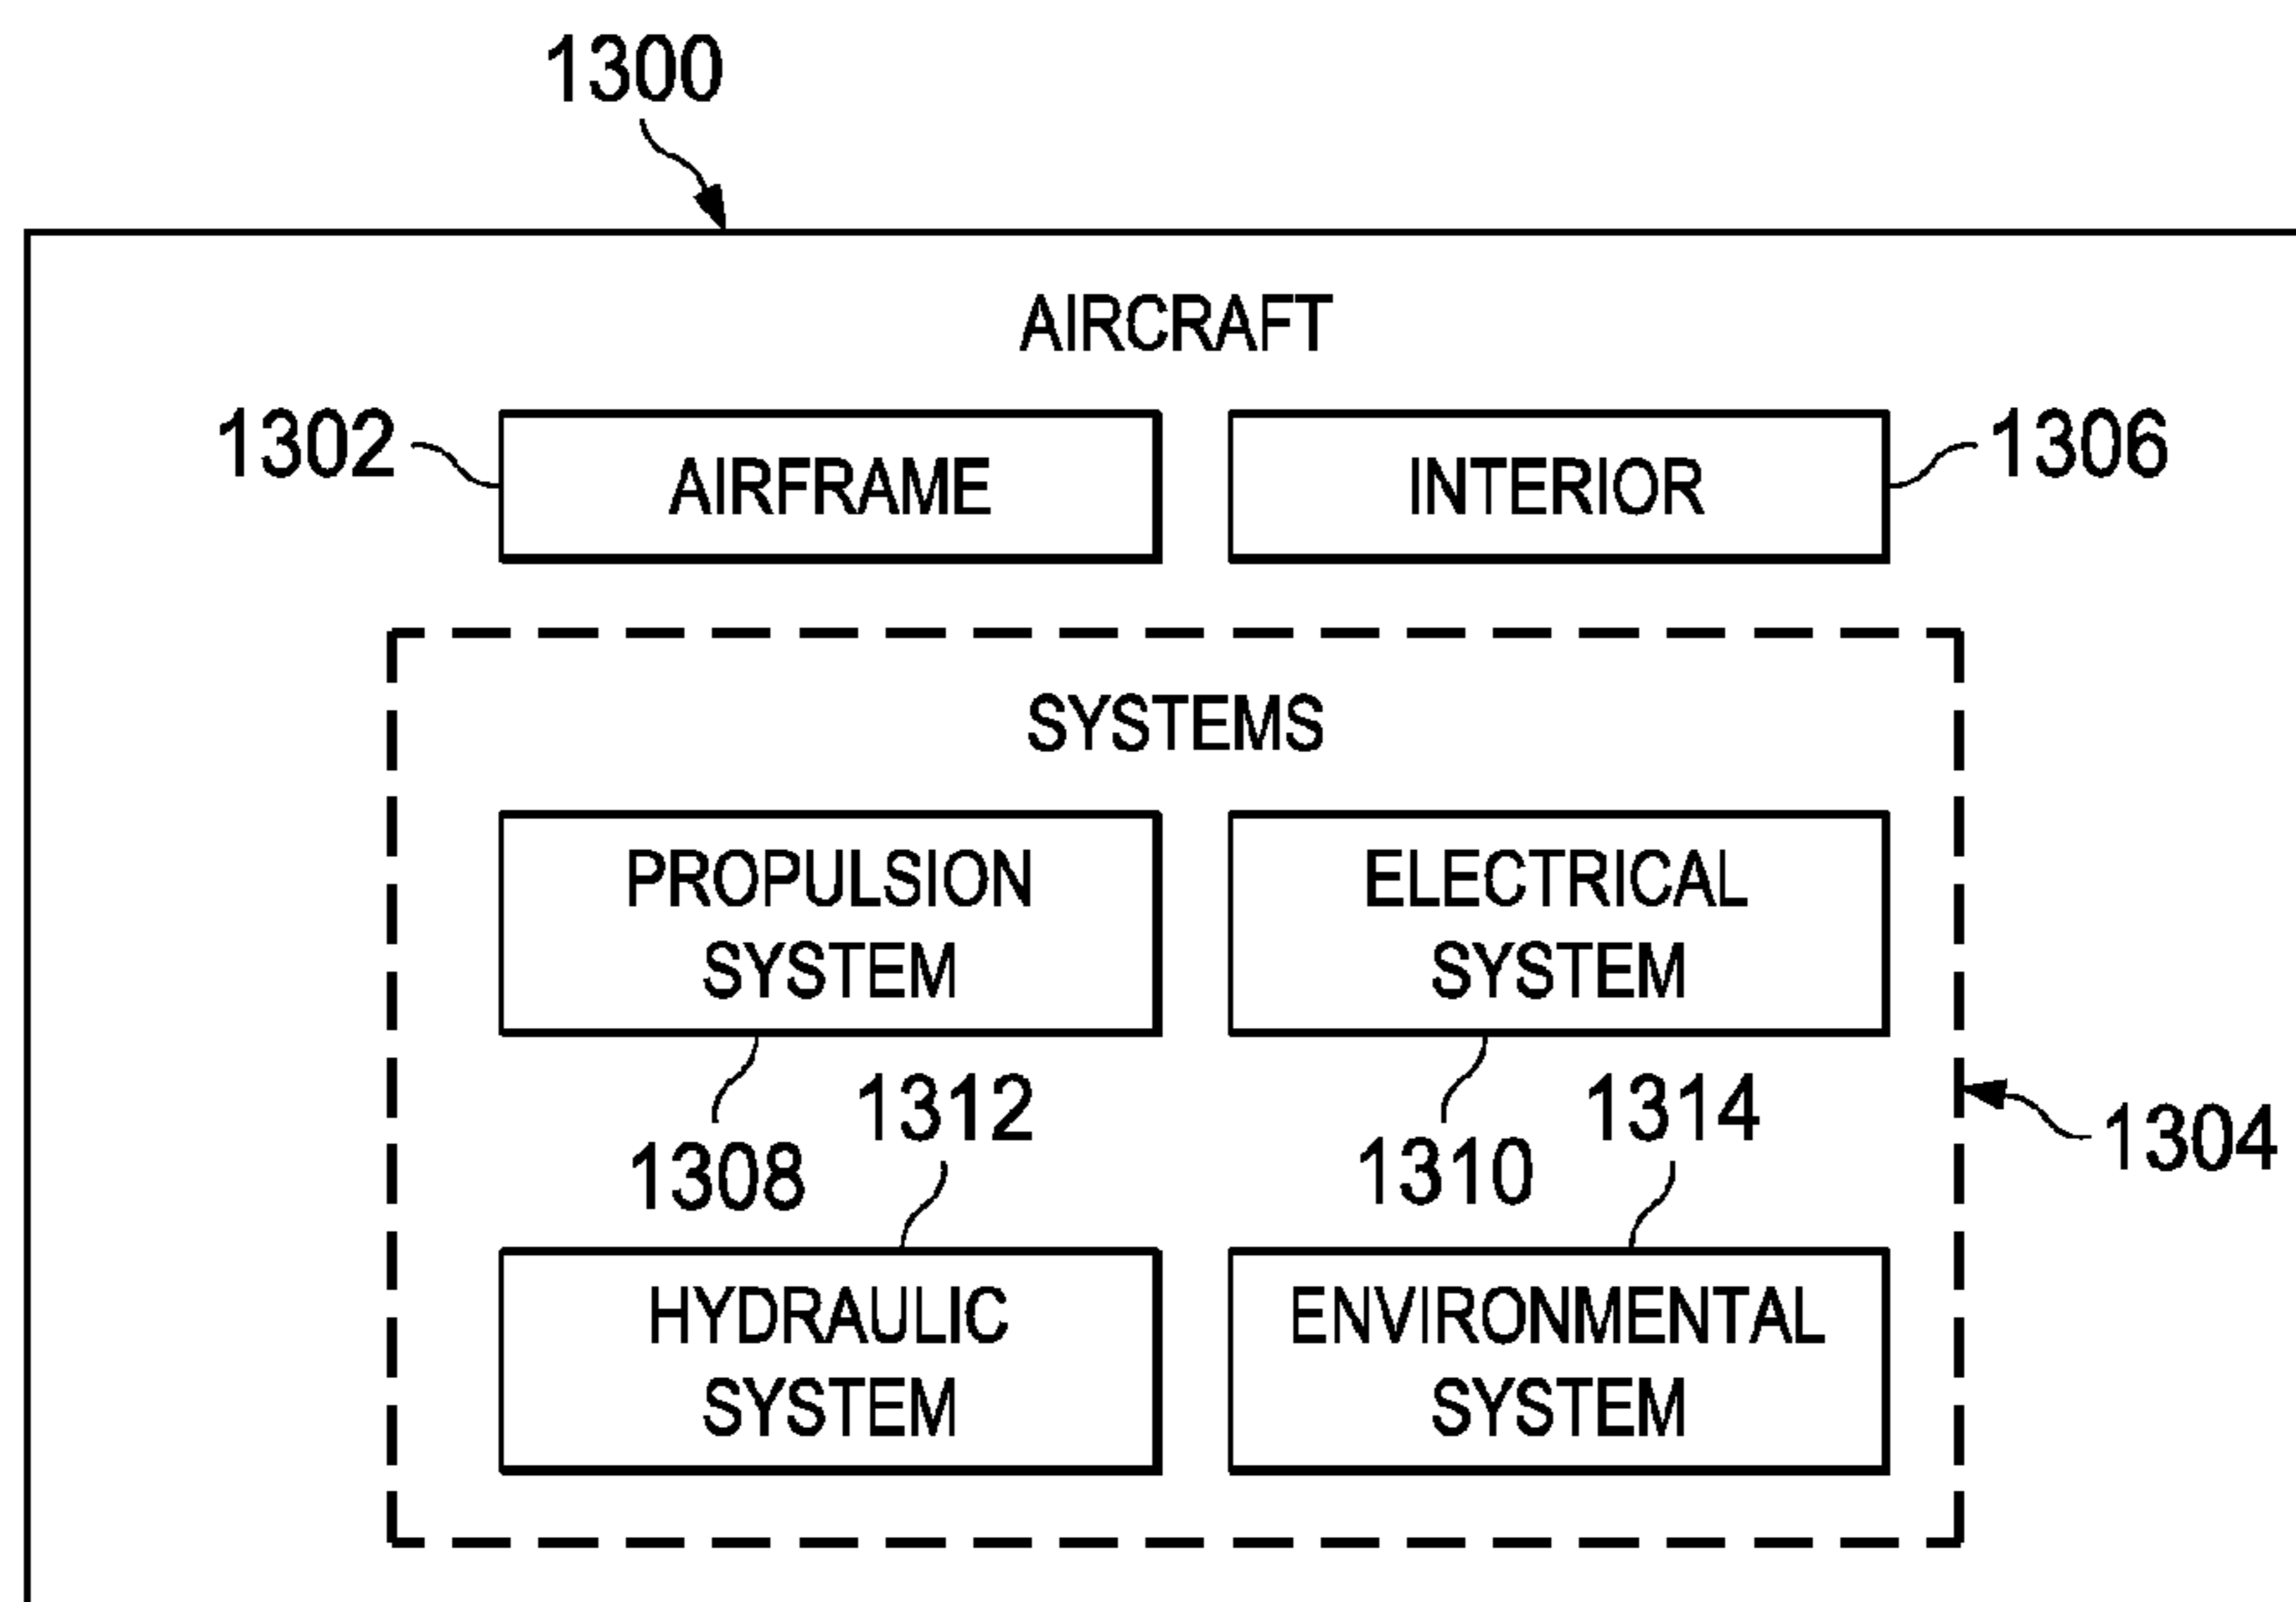 1300
AIRCRAFT
1302
AIRFRAME
INTERIOR
1306
SYSTEMS
PROPULSION
SYSTEM
ELECTRICAL
SYSTEM
1308
1312
1310
1314
1304
HYDRAULIC
SYSTEM
ENVIRONMENTAL
SYSTEM